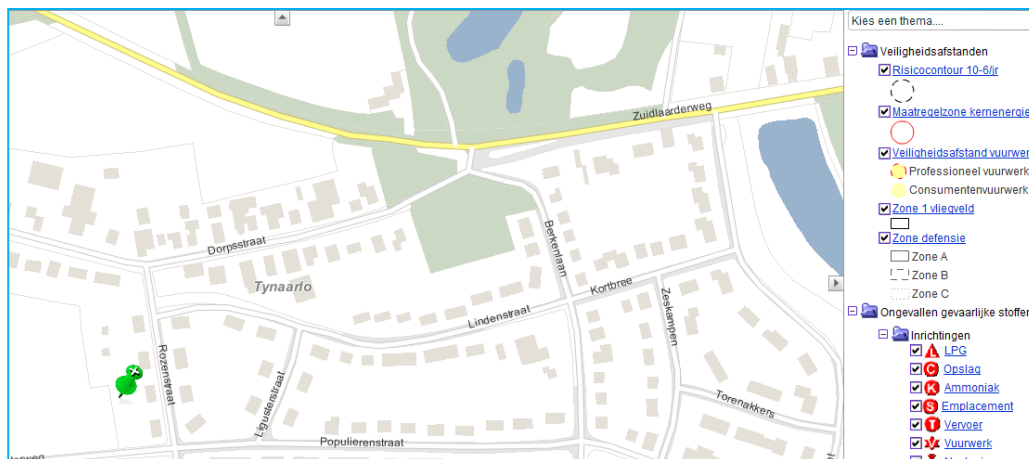 Kies een thema....
Veiligheidsafstanden
Risicocontour 10-6/jr
Maatregelzone kernenergie
Veiligheidsafstand vuurwer
Professioneel vuurwerk
Consumentenvuurwerk
Zone 1 vliegveld
Zone defensie
Zone A
Zone B
Zone C
Ongevallen gevaarlijke stoffen
Inrichtingen
L LPG
C Opslag
K Ammoniak
S Emplacement
T Vervoer
Vuurwerk
Zuidlaarderweg
Dorpsstraat
Berkenlaan
Tynaarlo
Kortbree
Lindenstraat
Zeskampen
Rozenstraat
Ligusterstraat
Torenakkers
Populierenstraat